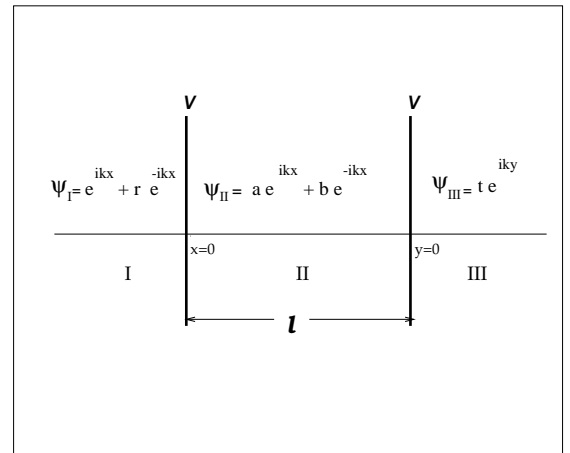 V V
ψ_I = e^{ikx} + r e^{-ikx} ψ_II = a e^{ikx} + b e^{-ikx} ψ_III = t e^{iky}
x=0 y=0
I II III
l